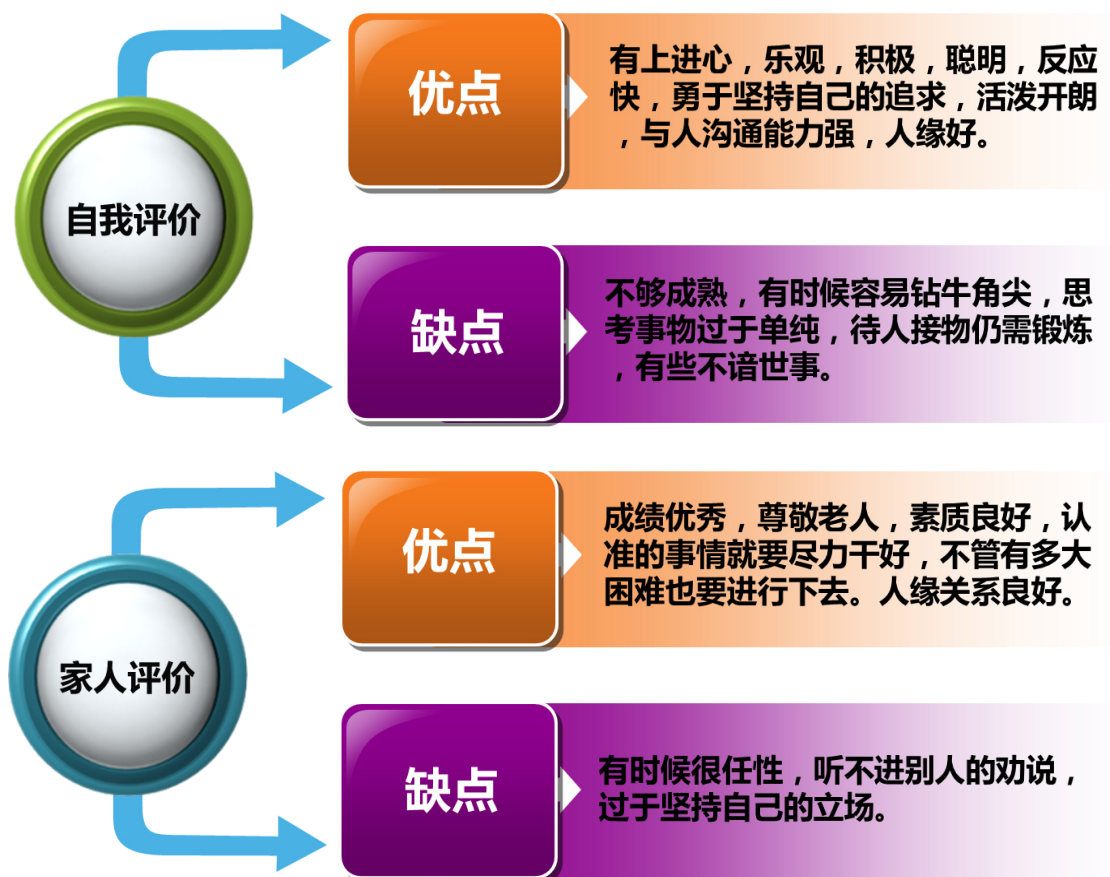 自我评价
优点
有上进心，乐观，积极，聪明，反应
快，勇于坚持自己的追求，活泼开朗
，与人沟通能力强，人缘好。
缺点
不够成熟，有时候容易钻牛角尖，思
考事物过于单纯，待人接物仍需锻炼
，有些不谙世事。
家人评价
优点
成绩优秀，尊敬老人，素质良好，认
准的事情就要尽力干好，不管有多大
困难也要进行下去。人缘关系良好。
缺点
有时候很任性，听不进别人的劝说，
过于坚持自己的立场。